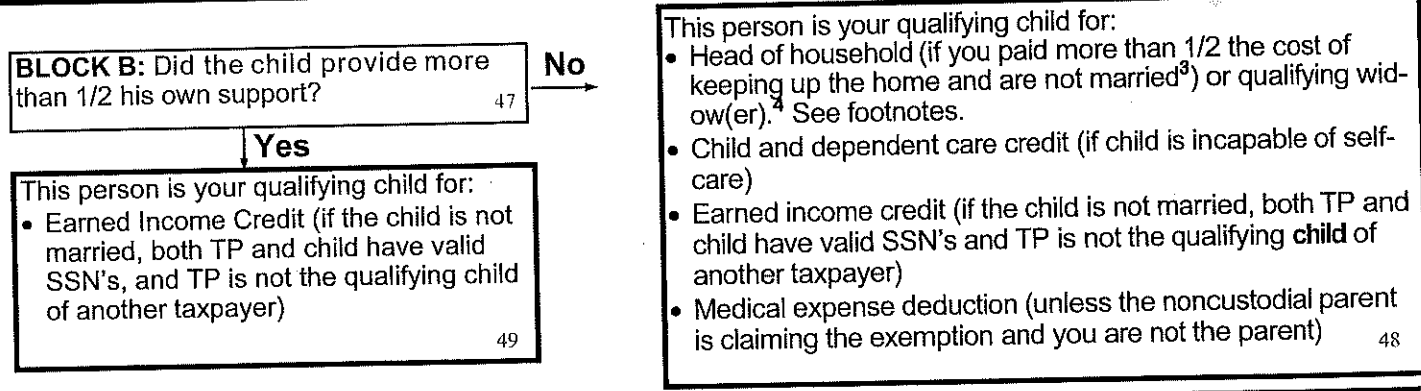 BLOCK B: Did the child provide more
than 1/2 his own support?
47
No
Yes
This person is your qualifying child for:
• Earned Income Credit (if the child is not
married, both TP and child have valid
SSN's, and TP is not the qualifying child
of another taxpayer)
49
This person is your qualifying child for:
• Head of household (if you paid more than 1/2 the cost of
keeping up the home and are not married³) or qualifying wid-
ow(er).⁴ See footnotes.
• Child and dependent care credit (if child is incapable of self-
care)
• Earned income credit (if the child is not married, both TP and
child have valid SSN's and TP is not the qualifying child of
another taxpayer)
• Medical expense deduction (unless the noncustodial parent
is claiming the exemption and you are not the parent)
48